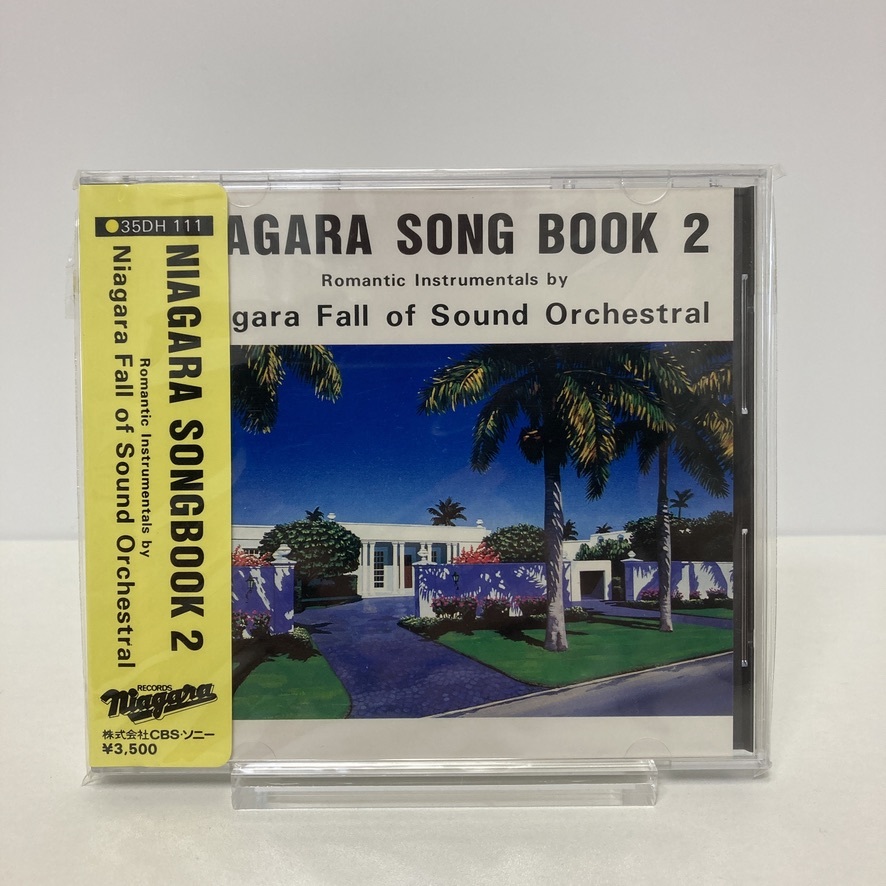 ●35DH 111
NIAGARA SONGBOOK 2
Romantic Instrumentals by
Niagara Fall of Sound Orchestral
RECORDS
Niagara
株式会社CBS・ソニー
¥3,500
AGARA SONG BOOK 2
Romantic Instrumentals by
gara Fall of Sound Orchestral